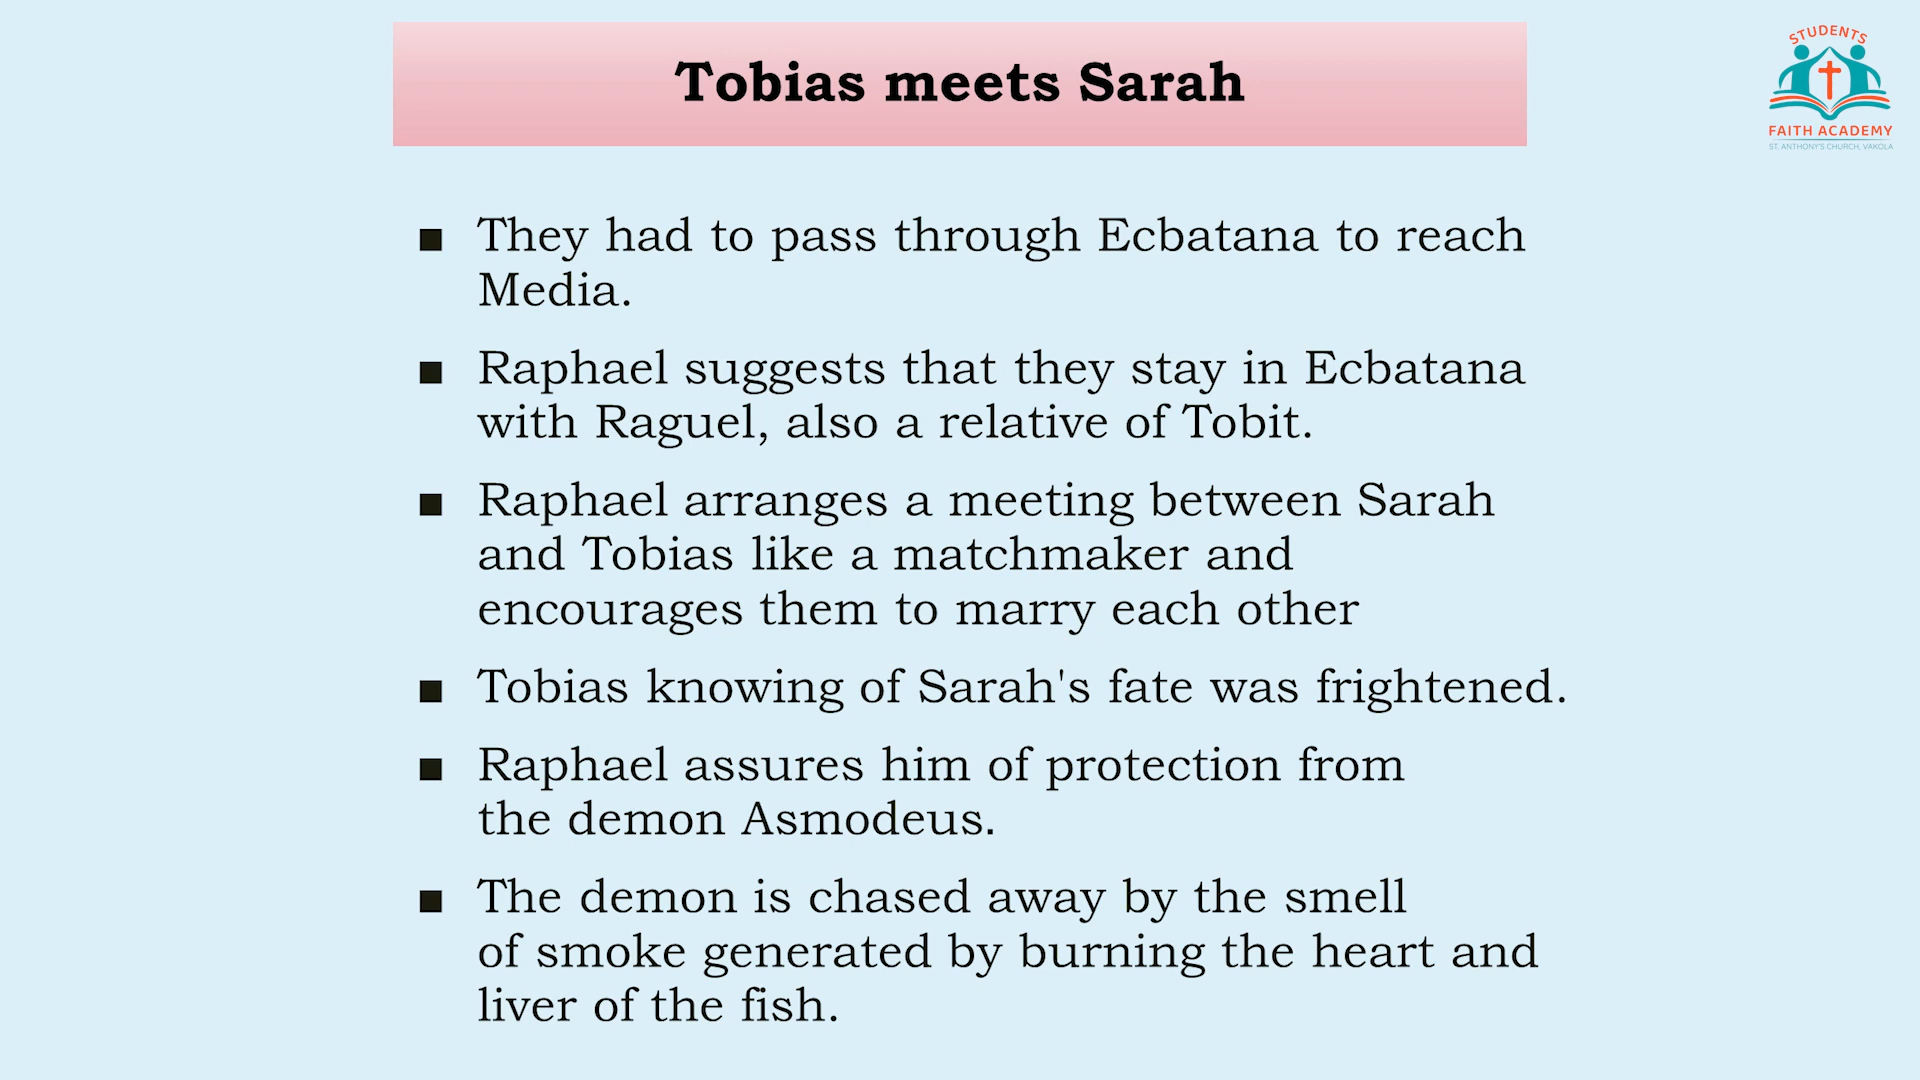 Tobias meets Sarah
STUDENTS
FAITH ACADEMY
ST. ANTHONY'S CHURCH, VAKOLA
▪ They had to pass through Ecbatana to reach
Media.
▪ Raphael suggests that they stay in Ecbatana
with Raguel, also a relative of Tobit.
▪ Raphael arranges a meeting between Sarah
and Tobias like a matchmaker and
encourages them to marry each other
▪ Tobias knowing of Sarah's fate was frightened.
▪ Raphael assures him of protection from
the demon Asmodeus.
▪ The demon is chased away by the smell
of smoke generated by burning the heart and
liver of the fish.